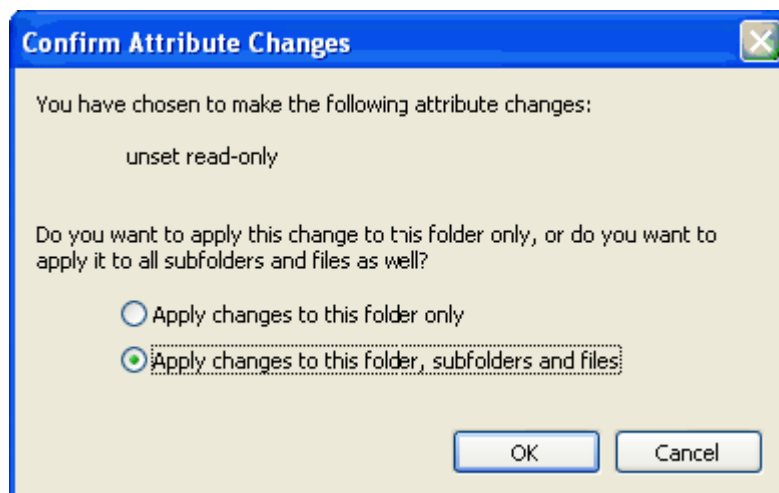 Confirm Attribute Changes
You have chosen to make the following attribute changes:
unset read-only
Do you want to apply this change to this folder only, or do you want to
apply it to all subfolders and files as well?
Apply changes to this folder only
Apply changes to this folder, subfolders and files
OK
Cancel